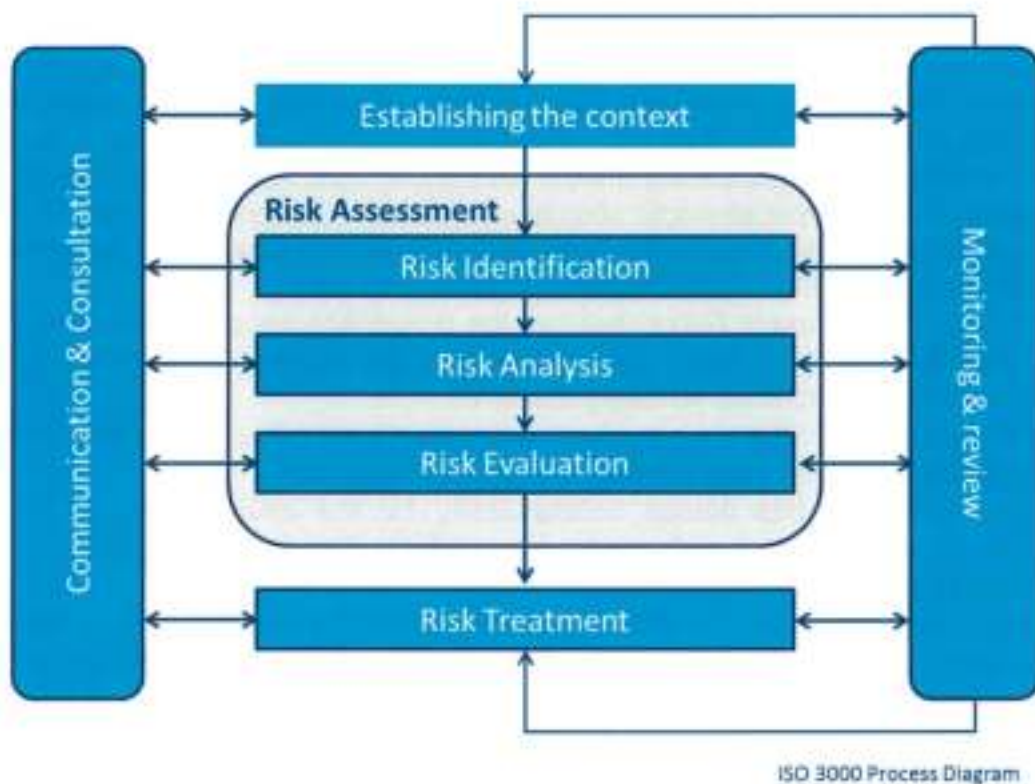 Establishing the context
Communication & Consultation
Risk Assessment
Risk Identification
Risk Analysis
Risk Evaluation
Risk Treatment
Monitoring & review
ISO 3000 Process Diagram